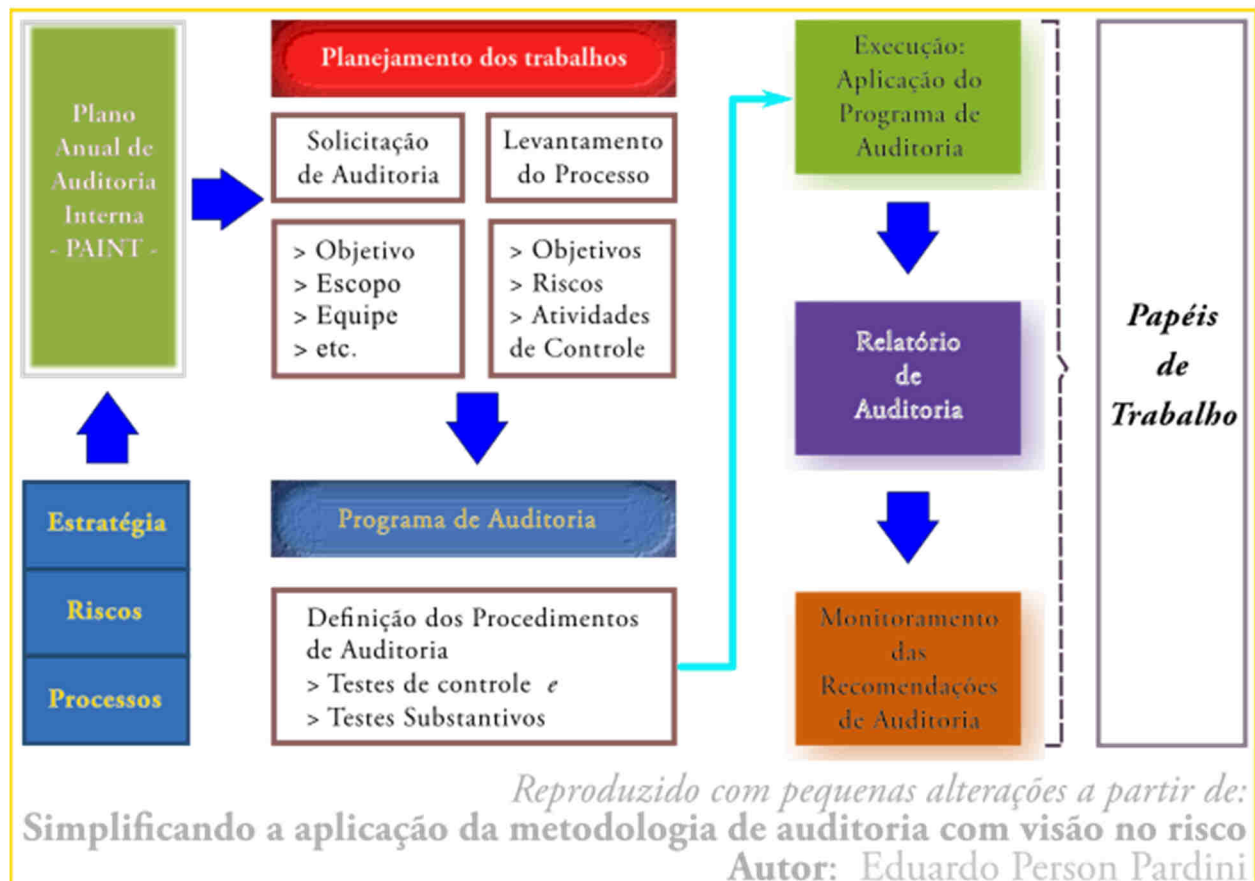 Plano
Anual de
Auditoria
Interna
- PAINT -
Estratégia
Riscos
Processos
Planejamento dos trabalhos
Solicitação
de Auditoria
Levantamento
do Processo
> Objetivo
> Escopo
> Equipe
> etc.
> Objetivos
> Riscos
> Atividades
de Controle
Programa de Auditoria
Definição dos Procedimentos
de Auditoria
> Testes de controle e
> Testes Substantivos
Execução:
Aplicação do
Programa de
Auditoria
Relatório
de
Auditoria
Monitoramento
das
Recomendações
de Auditoria
Papéis
de
Trabalho
Reproduzido com pequenas alterações a partir de:
Simplificando a aplicação da metodologia de auditoria com visão no risco
Autor: Eduardo Person Pardini